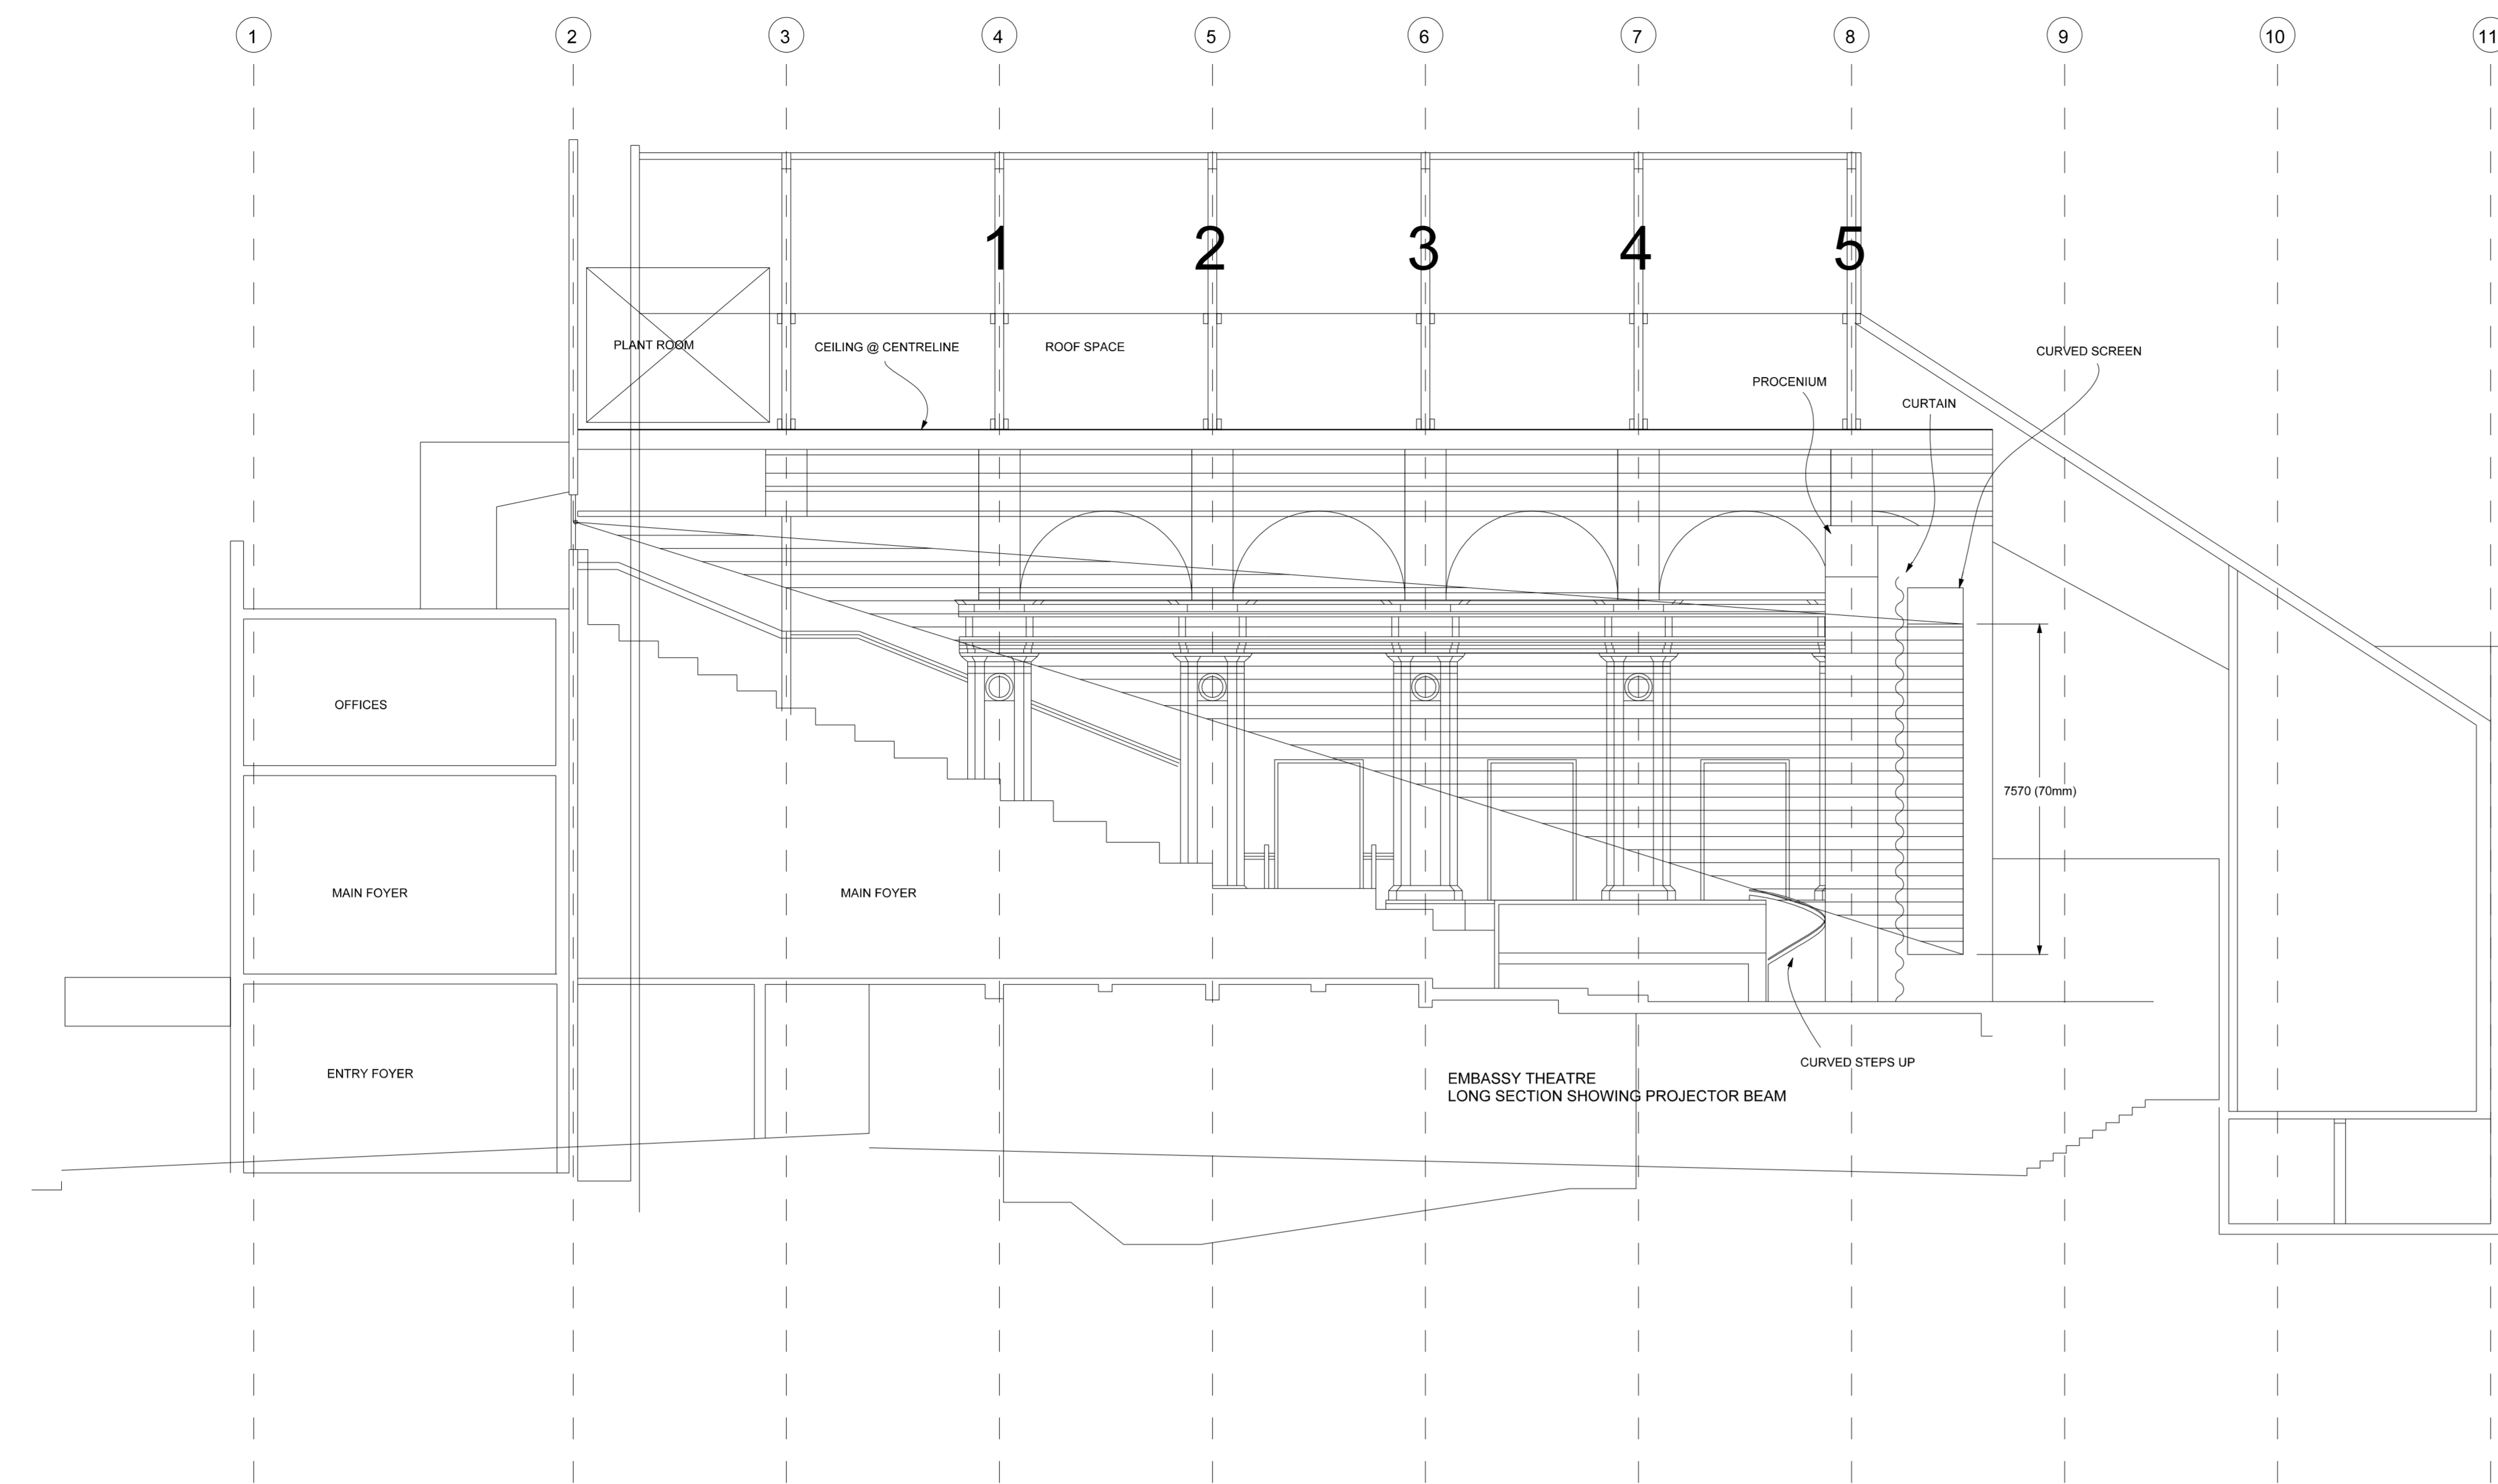 1 2 3 4 5 6 7 8 9 10 11
1 2 3 4 5
PLANT ROOM
CEILING @ CENTRELINE
ROOF SPACE
CURVED SCREEN
PROCENIUM
CURTAIN
OFFICES
7570 (70mm)
MAIN FOYER
MAIN FOYER
CURVED STEPS UP
ENTRY FOYER
EMBASSY THEATRE
LONG SECTION SHOWING PROJECTOR BEAM